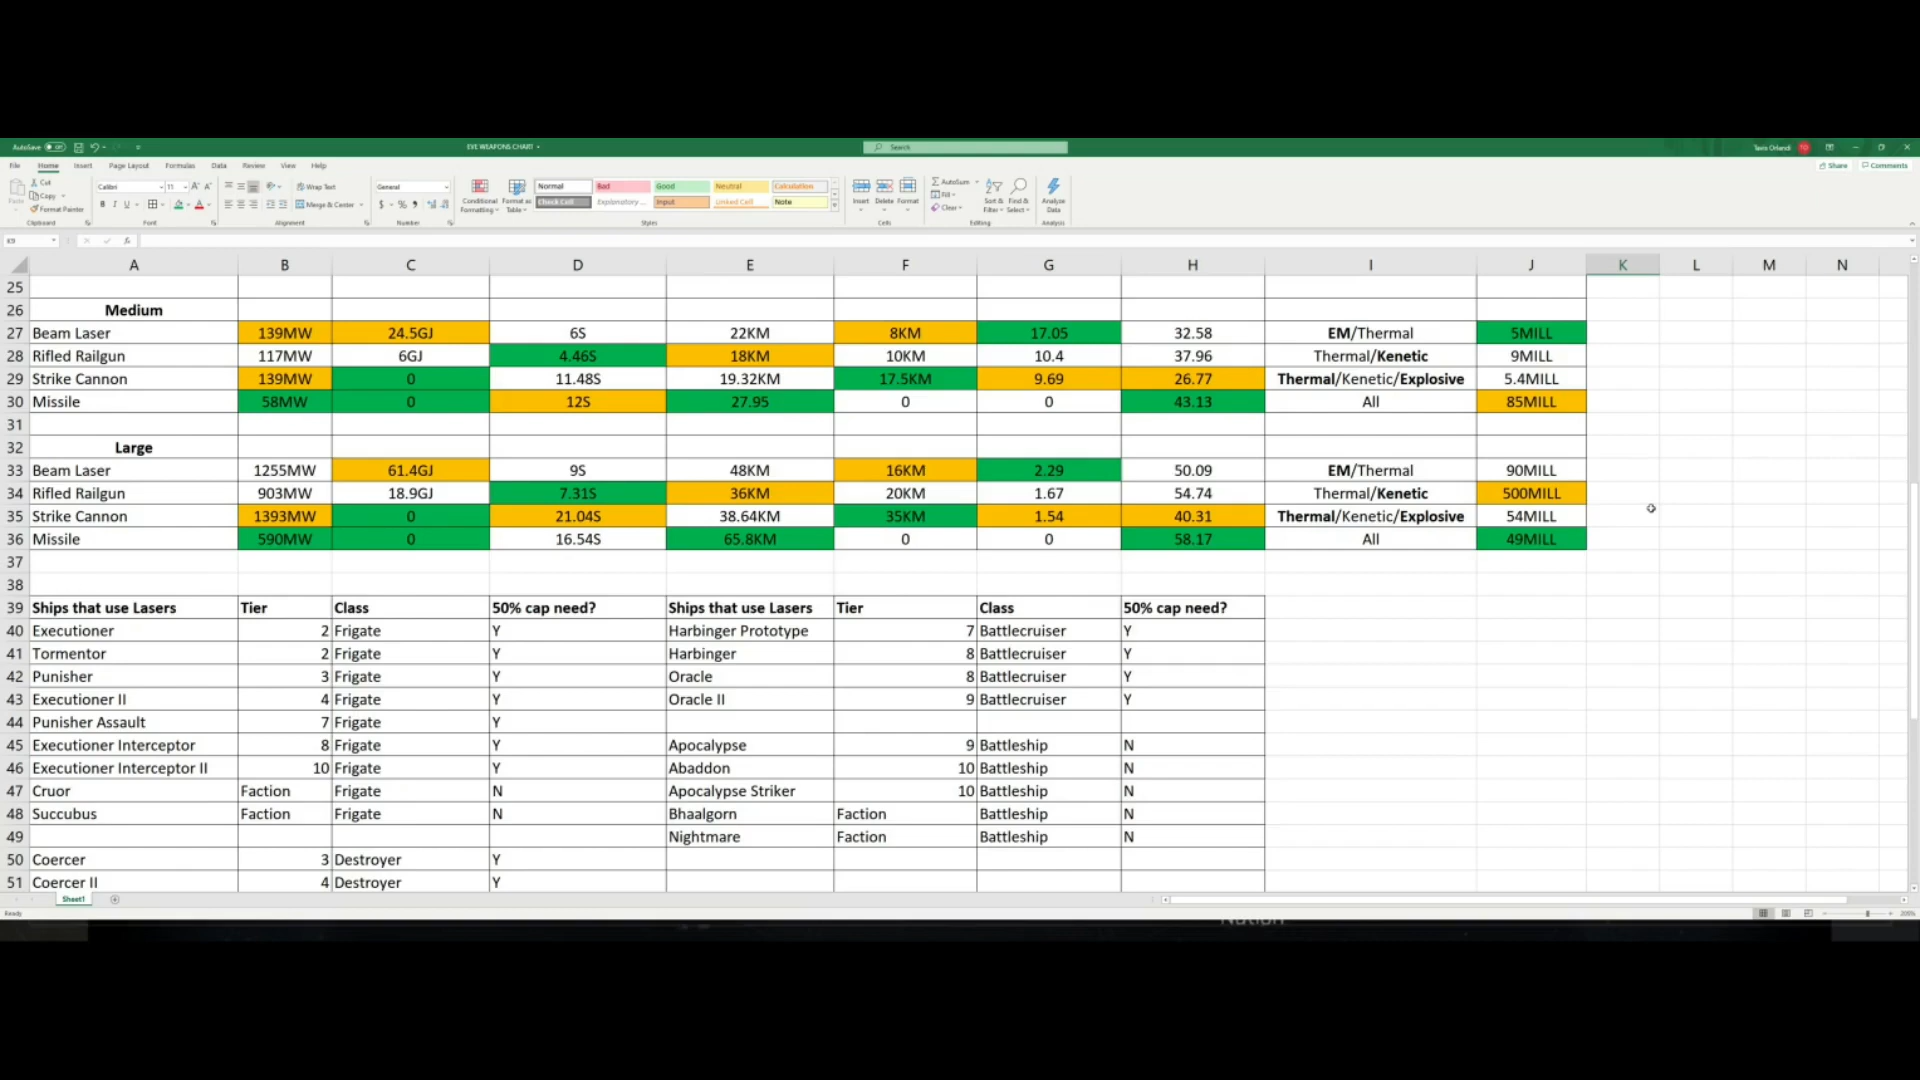 AutoSave Off EVE WEAPONS CHART Search Tavis Orlandi TO
File Home Insert Page Layout Formulas Data Review View Help Share Comments
Paste Cut Copy Format Painter Calibri 11 Wrap Text Merge & Center General Conditional Formatting Format as Table Normal Bad Good Neutral Calculation Check Cell Explanatory ... Input Linked Cell Note Insert Delete Format AutoSum Fill Clear Sort & Filter Find & Select Analyze Data
Clipboard Font Alignment Number Styles Cells Editing Analysis
K9 fx
A B C D E F G H I J K L M N
25
26 Medium
27 Beam Laser 139MW 24.5GJ 6S 22KM 8KM 17.05 32.58 EM/Thermal 5MILL
28 Rifled Railgun 117MW 6GJ 4.46S 18KM 10KM 10.4 37.96 Thermal/Kenetic 9MILL
29 Strike Cannon 139MW 0 11.48S 19.32KM 17.5KM 9.69 26.77 Thermal/Kenetic/Explosive 5.4MILL
30 Missile 58MW 0 12S 27.95 0 0 43.13 All 85MILL
31
32 Large
33 Beam Laser 1255MW 61.4GJ 9S 48KM 16KM 2.29 50.09 EM/Thermal 90MILL
34 Rifled Railgun 903MW 18.9GJ 7.31S 36KM 20KM 1.67 54.74 Thermal/Kenetic 500MILL
35 Strike Cannon 1393MW 0 21.04S 38.64KM 35KM 1.54 40.31 Thermal/Kenetic/Explosive 54MILL
36 Missile 590MW 0 16.54S 65.8KM 0 0 58.17 All 49MILL
37
38
39 Ships that use Lasers Tier Class 50% cap need? Ships that use Lasers Tier Class 50% cap need?
40 Executioner 2 Frigate Y Harbinger Prototype 7 Battlecruiser Y
41 Tormentor 2 Frigate Y Harbinger 8 Battlecruiser Y
42 Punisher 3 Frigate Y Oracle 8 Battlecruiser Y
43 Executioner II 4 Frigate Y Oracle II 9 Battlecruiser Y
44 Punisher Assault 7 Frigate Y
45 Executioner Interceptor 8 Frigate Y Apocalypse 9 Battleship N
46 Executioner Interceptor II 10 Frigate Y Abaddon 10 Battleship N
47 Cruor Faction Frigate N Apocalypse Striker 10 Battleship N
48 Succubus Faction Frigate N Bhaalgorn Faction Battleship N
49 Nightmare Faction Battleship N
50 Coercer 3 Destroyer Y
51 Coercer II 4 Destroyer Y
Sheet1
Ready 200%